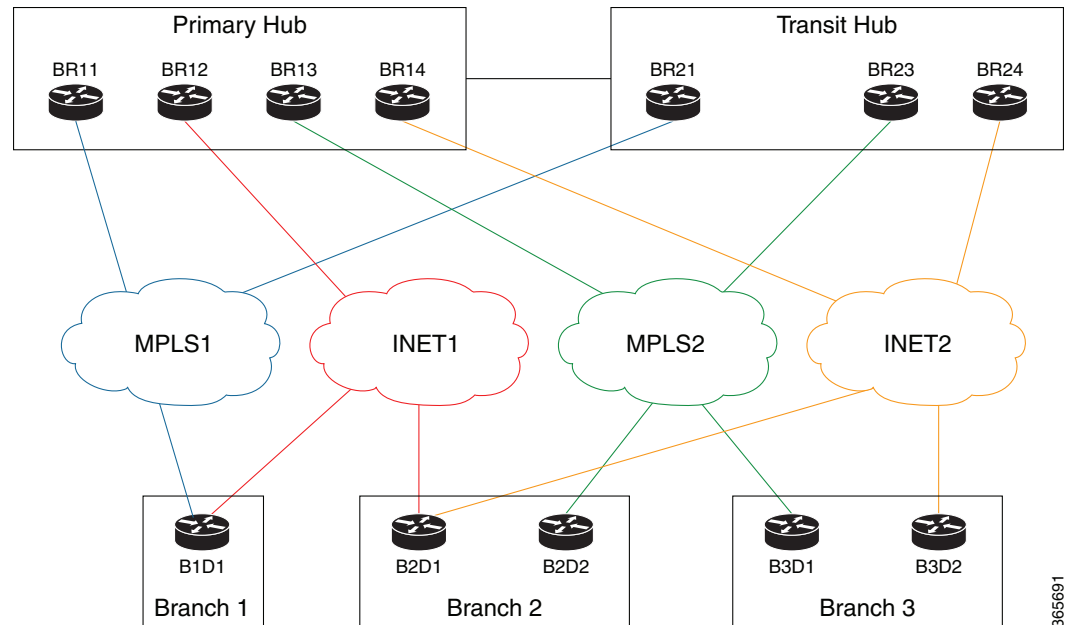 Primary Hub
Transit Hub
BR11
BR12
BR13
BR14
BR21
BR23
BR24
MPLS1
INET1
MPLS2
INET2
B1D1
B2D1
B2D2
B3D1
B3D2
Branch 1
Branch 2
Branch 3
365691